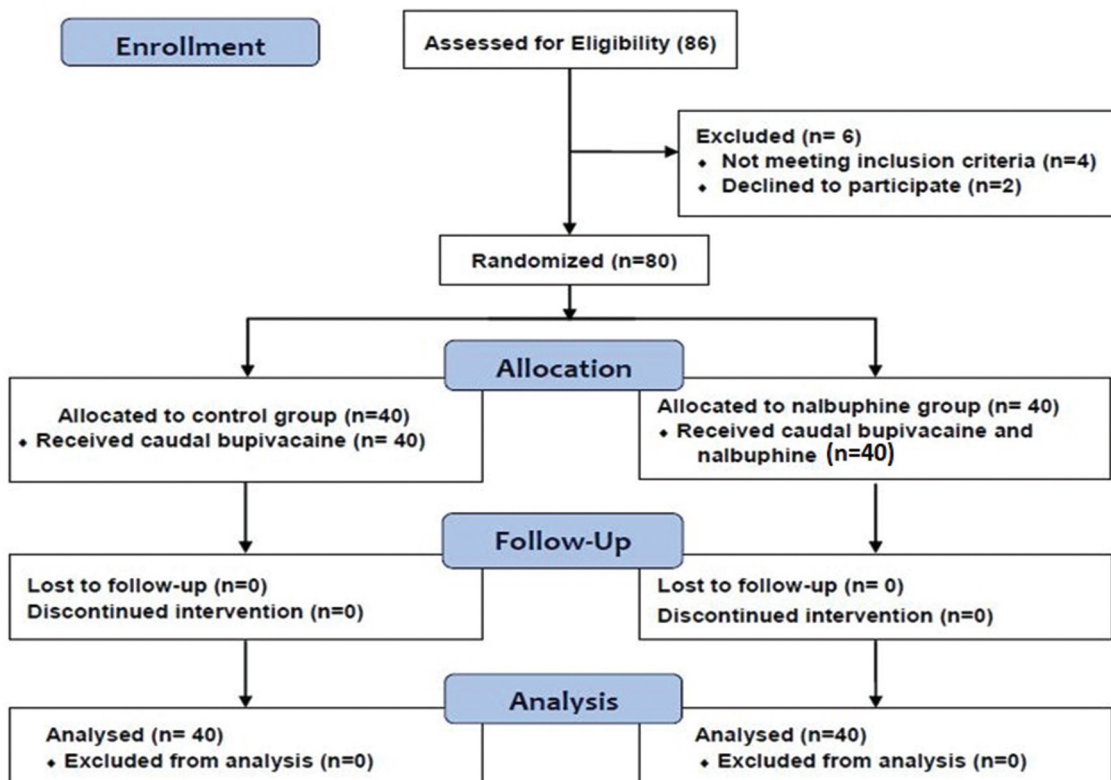 Enrollment
Assessed for Eligibility (86)
Excluded (n= 6)
⬥ Not meeting inclusion criteria (n=4)
⬥ Declined to participate (n=2)
Randomized (n=80)
Allocation
Allocated to control group (n=40)
⬥ Received caudal bupivacaine (n= 40)
Allocated to nalbuphine group (n= 40)
⬥ Received caudal bupivacaine and
nalbuphine (n=40)
Follow-Up
Lost to follow-up (n=0)
Discontinued intervention (n=0)
Lost to follow-up (n= 0)
Discontinued intervention (n=0)
Analysis
Analysed (n= 40)
⬥ Excluded from analysis (n=0)
Analysed (n=40)
⬥ Excluded from analysis (n=0)